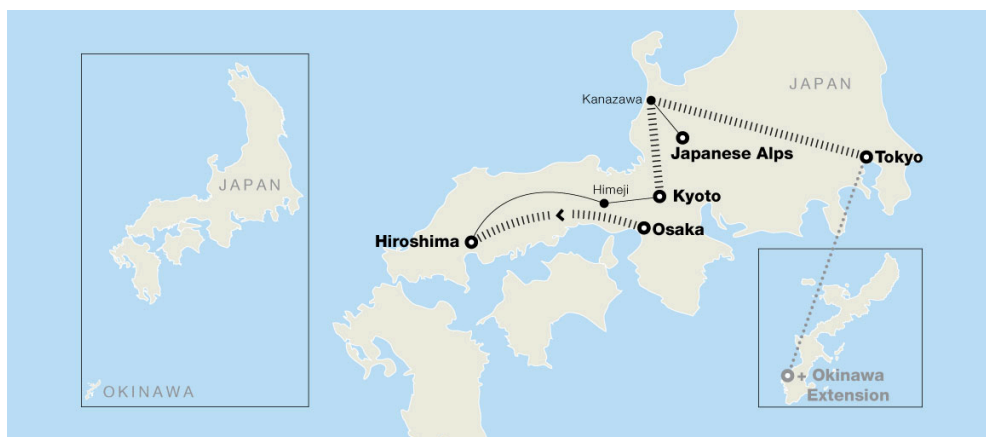 JAPAN
OKINAWA
JAPAN
Kanazawa
Japanese Alps
Tokyo
Himeji
Kyoto
Osaka
Hiroshima
+ Okinawa
Extension